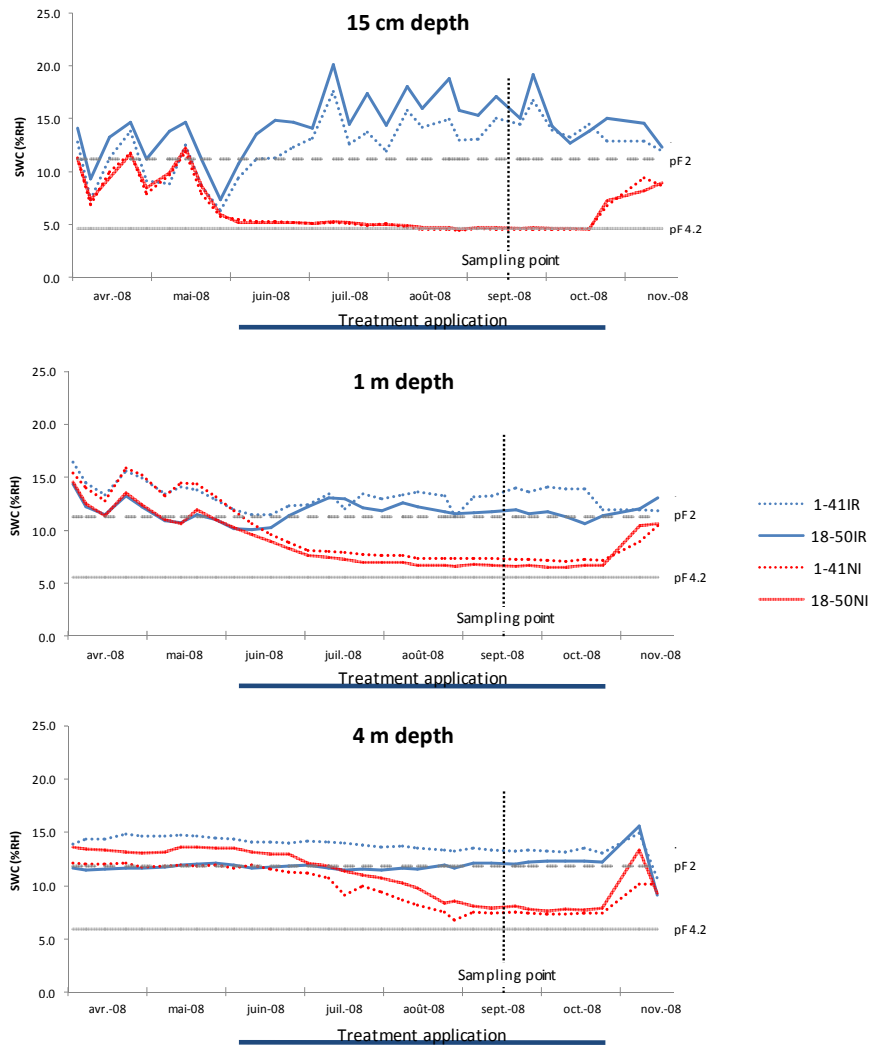 15 cm depth
25.0
20.0
15.0
10.0
5.0
0.0
SWC (%RH)
pF 2
pF 4.2
Sampling point
avr.-08 mai-08 juin-08 juil.-08 août-08 sept.-08 oct.-08 nov.-08
Treatment application
1 m depth
25.0
20.0
15.0
10.0
5.0
0.0
SWC (%RH)
pF 2
pF 4.2
Sampling point
avr.-08 mai-08 juin-08 juil.-08 août-08 sept.-08 oct.-08 nov.-08
Treatment application
1-41IR
18-50IR
1-41NI
18-50NI
4 m depth
25.0
20.0
15.0
10.0
5.0
0.0
SWC (%RH)
pF 2
pF 4.2
Sampling point
avr.-08 mai-08 juin-08 juil.-08 août-08 sept.-08 oct.-08 nov.-08
Treatment application